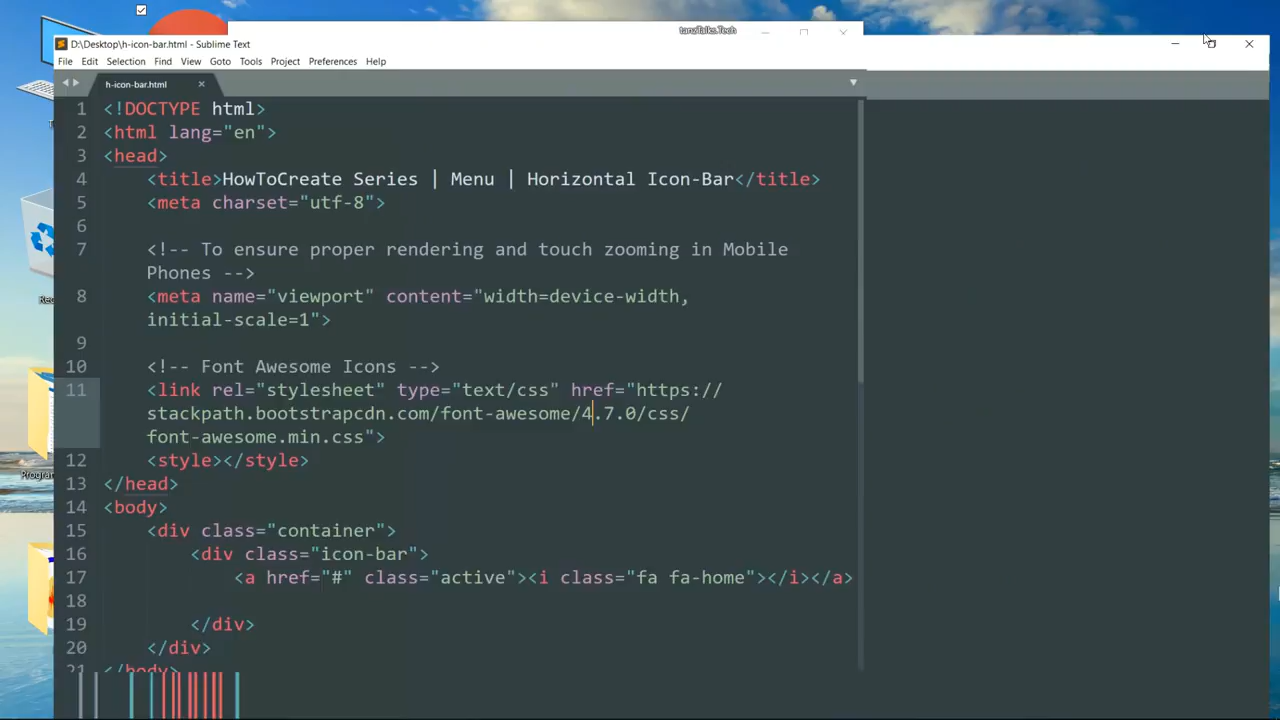 tanziTalks.Tech
D:\Desktop\h-icon-bar.html - Sublime Text
File Edit Selection Find View Goto Tools Project Preferences Help
h-icon-bar.html
1 <!DOCTYPE html>
2 <html lang="en">
3 <head>
4 <title>HowToCreate Series | Menu | Horizontal Icon-Bar</title>
5 <meta charset="utf-8">
6
7 <!-- To ensure proper rendering and touch zooming in Mobile
Phones -->
8 <meta name="viewport" content="width=device-width,
initial-scale=1">
9
10 <!-- Font Awesome Icons -->
11 <link rel="stylesheet" type="text/css" href="https://
stackpath.bootstrapcdn.com/font-awesome/4.7.0/css/
font-awesome.min.css">
12 <style></style>
13 </head>
14 <body>
15 <div class="container">
16 <div class="icon-bar">
17 <a href="#" class="active"><i class="fa fa-home"></i></a>
18
19 </div>
20 </div>
21 </body>